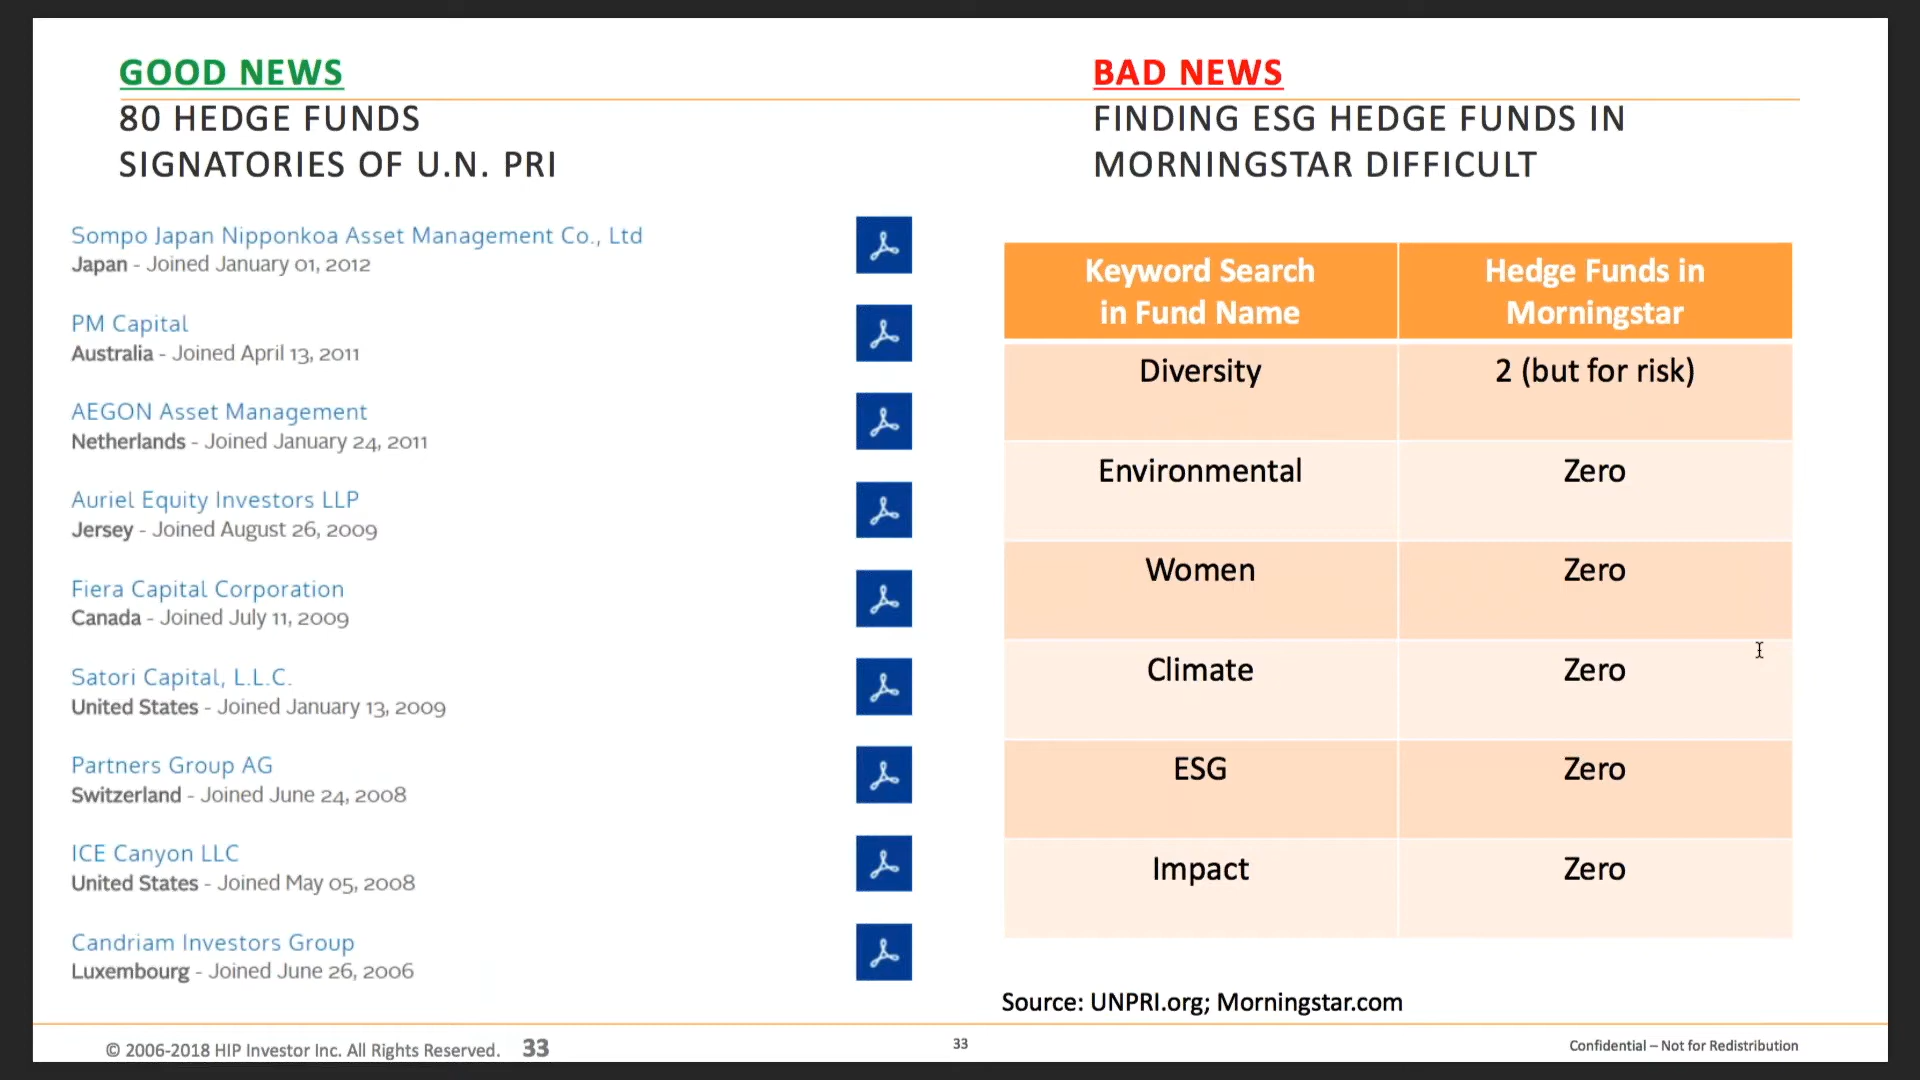 GOOD NEWS
80 HEDGE FUNDS
SIGNATORIES OF U.N. PRI
Sompo Japan Nipponkoa Asset Management Co., Ltd
Japan - Joined January 01, 2012
PM Capital
Australia - Joined April 13, 2011
AEGON Asset Management
Netherlands - Joined January 24, 2011
Auriel Equity Investors LLP
Jersey - Joined August 26, 2009
Fiera Capital Corporation
Canada - Joined July 11, 2009
Satori Capital, L.L.C.
United States - Joined January 13, 2009
Partners Group AG
Switzerland - Joined June 24, 2008
ICE Canyon LLC
United States - Joined May 05, 2008
Candriam Investors Group
Luxembourg - Joined June 26, 2006
BAD NEWS
FINDING ESG HEDGE FUNDS IN
MORNINGSTAR DIFFICULT
Keyword Search
in Fund Name
Hedge Funds in
Morningstar
Diversity
2 (but for risk)
Environmental
Zero
Women
Zero
Climate
Zero
ESG
Zero
Impact
Zero
Source: UNPRI.org; Morningstar.com
© 2006-2018 HIP Investor Inc. All Rights Reserved. 33
33
Confidential – Not for Redistribution